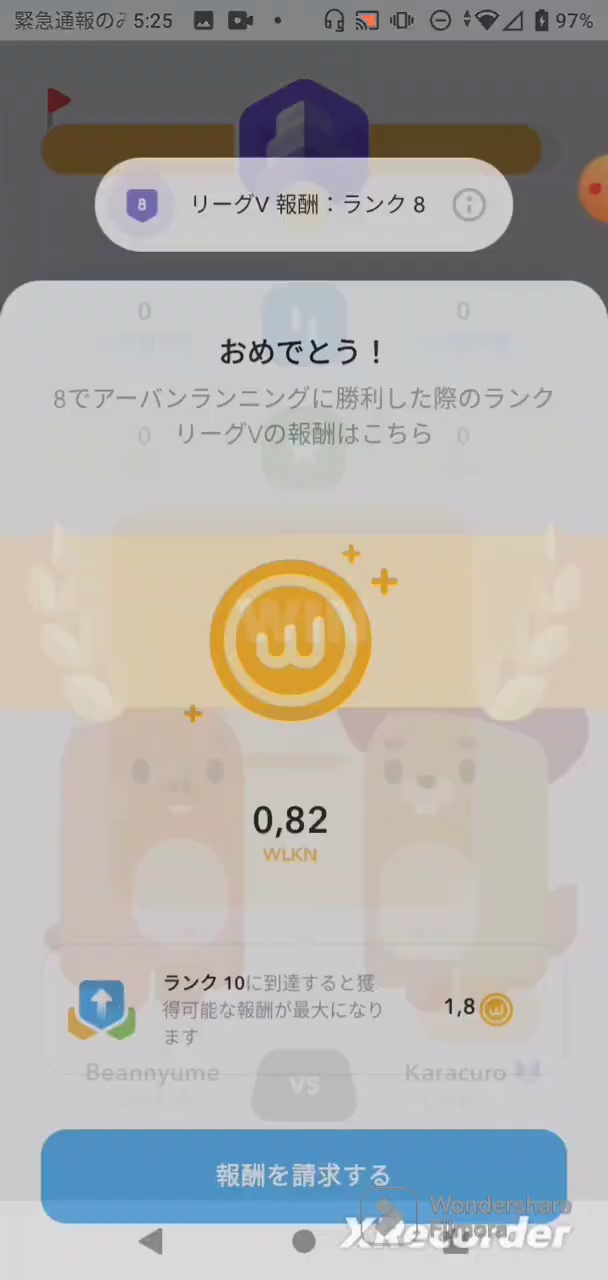 緊急通報のみ 5:25
97%
8
リーグV 報酬：ランク 8
0
0
おめでとう！
8でアーバンランニングに勝利した際のランク
リーグVの報酬はこちら
0
0
0,82
WLKN
ランク 10に到達すると獲
得可能な報酬が最大になり
ます
1,8
Beannyume
VS
Karacuro
報酬を請求する
Wondershare
Filmora
XRecorder